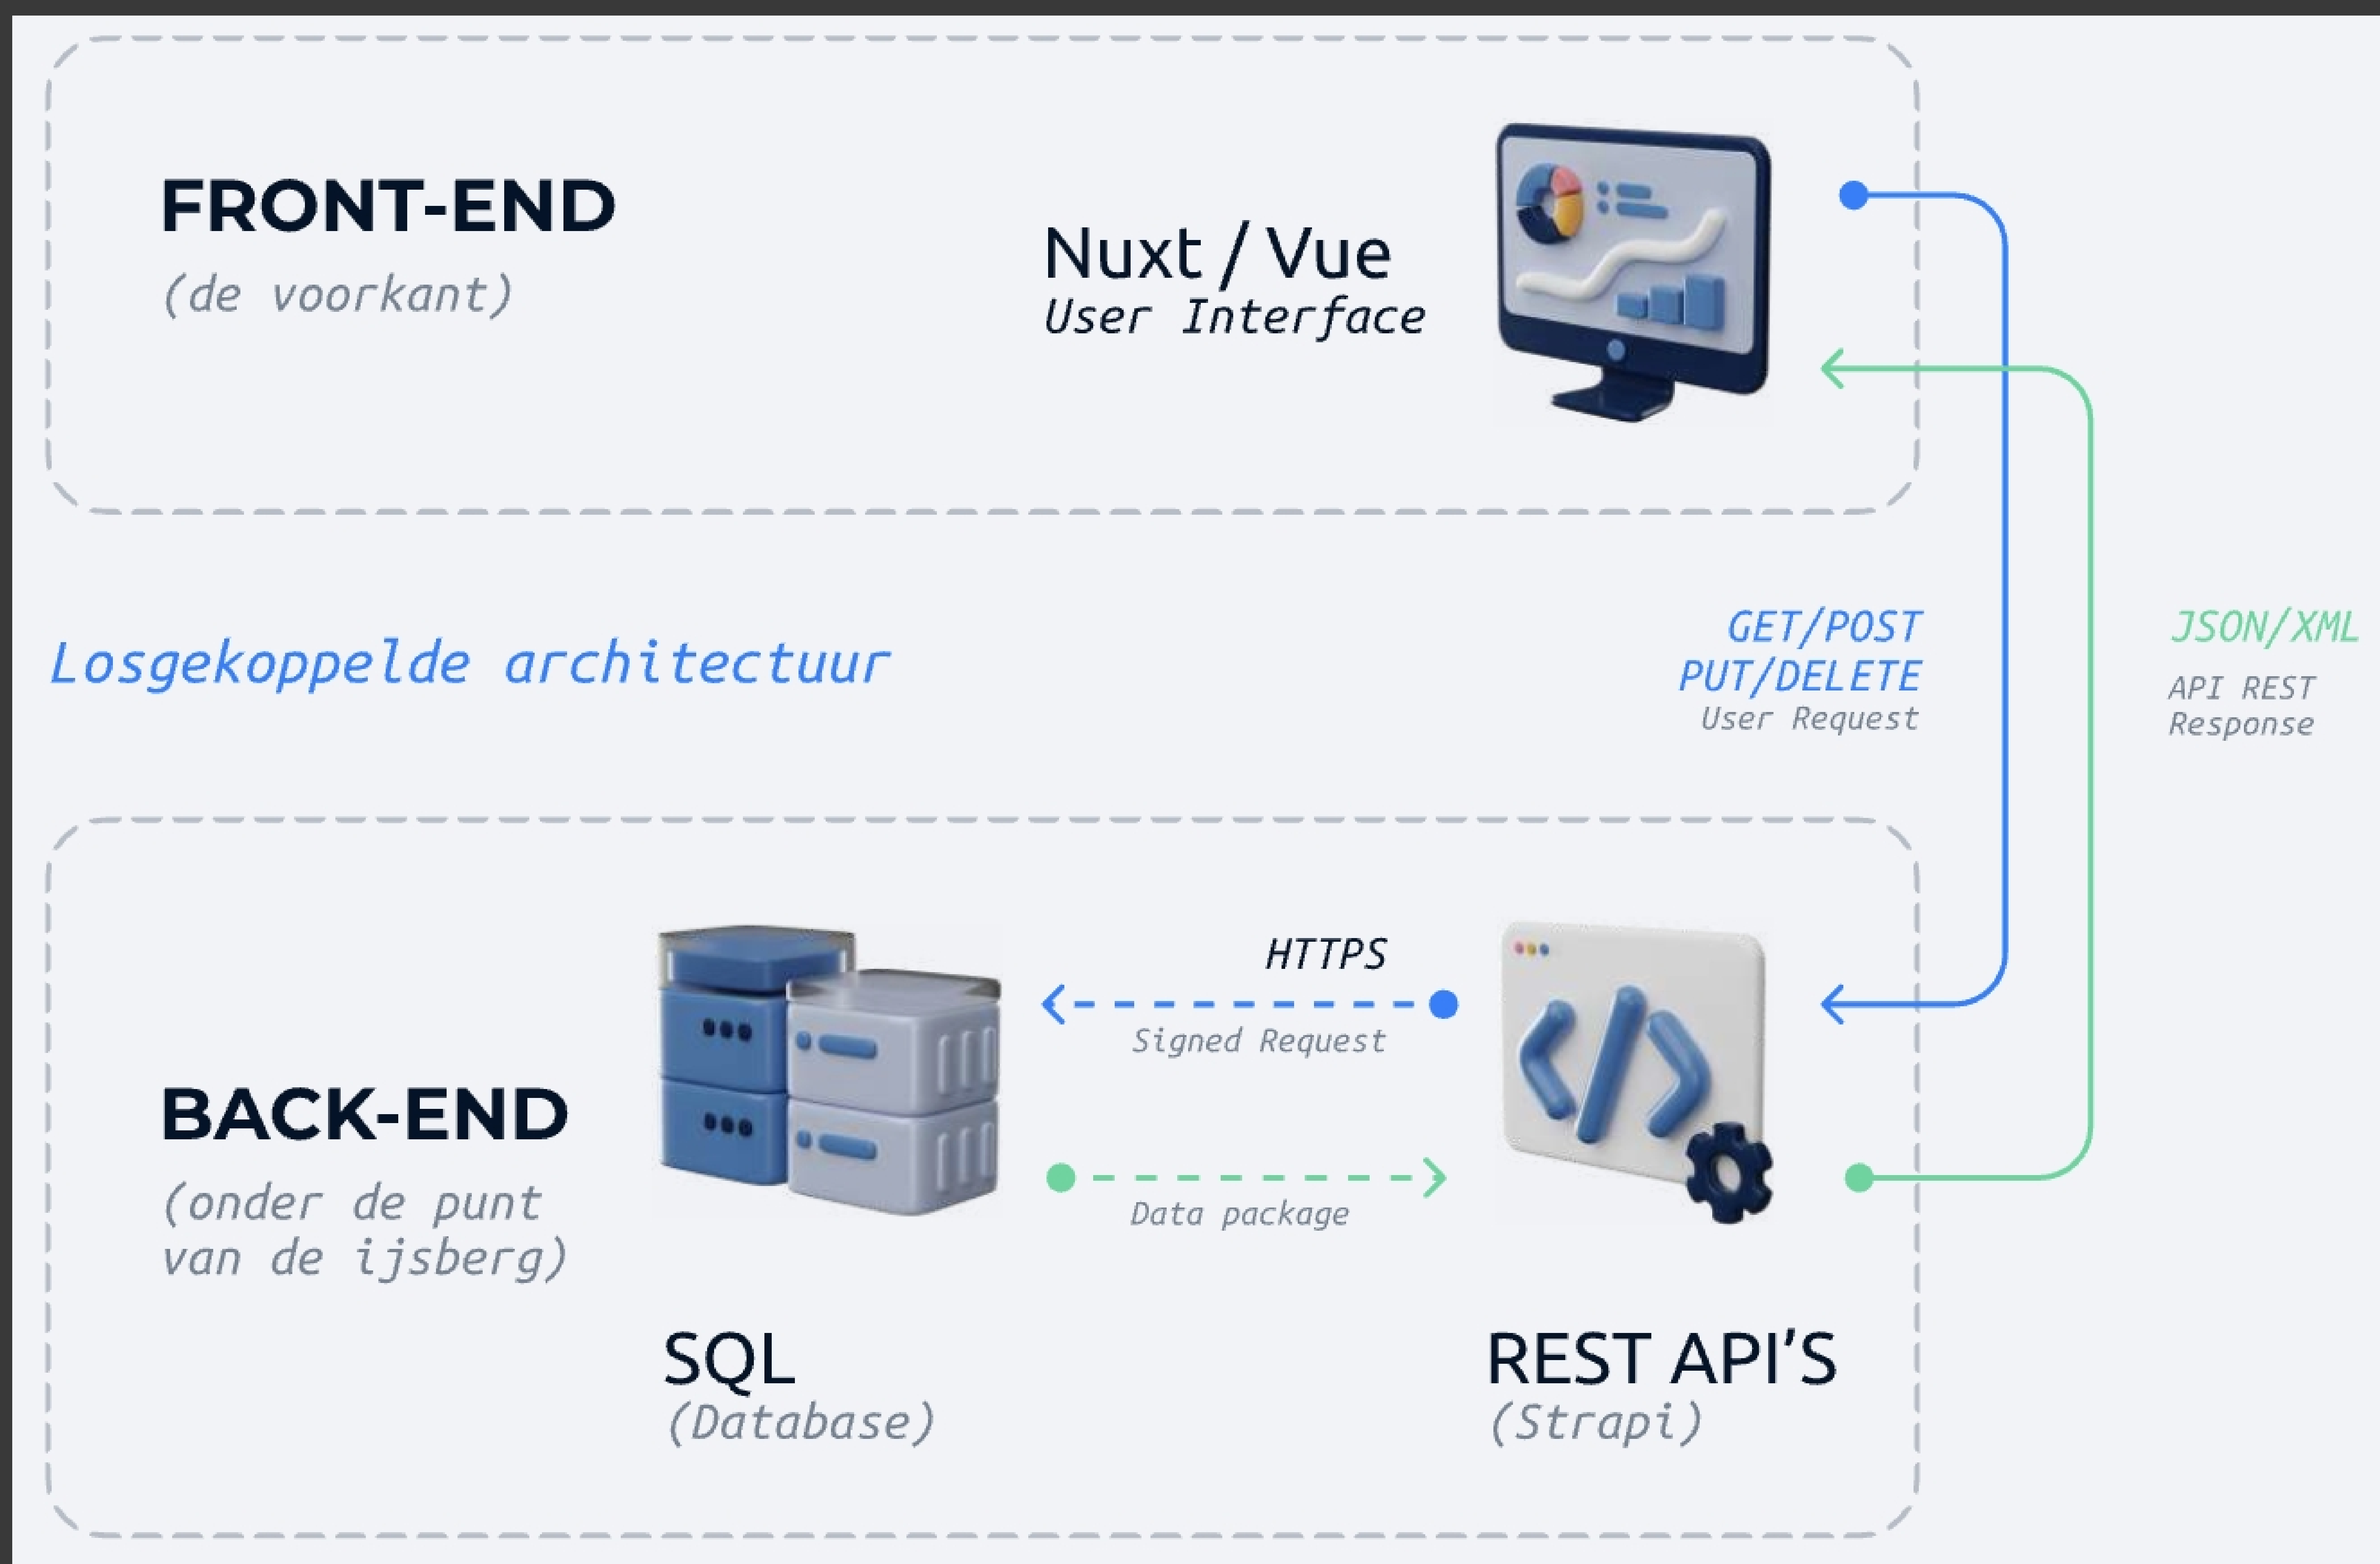 FRONT-END
(de voorkant)
Nuxt / Vue
User Interface
Losgekoppelde architectuur
GET/POST
PUT/DELETE
User Request
JSON/XML
API REST
Response
BACK-END
(onder de punt
van de ijsberg)
HTTPS
Signed Request
Data package
SQL
(Database)
REST API'S
(Strapi)